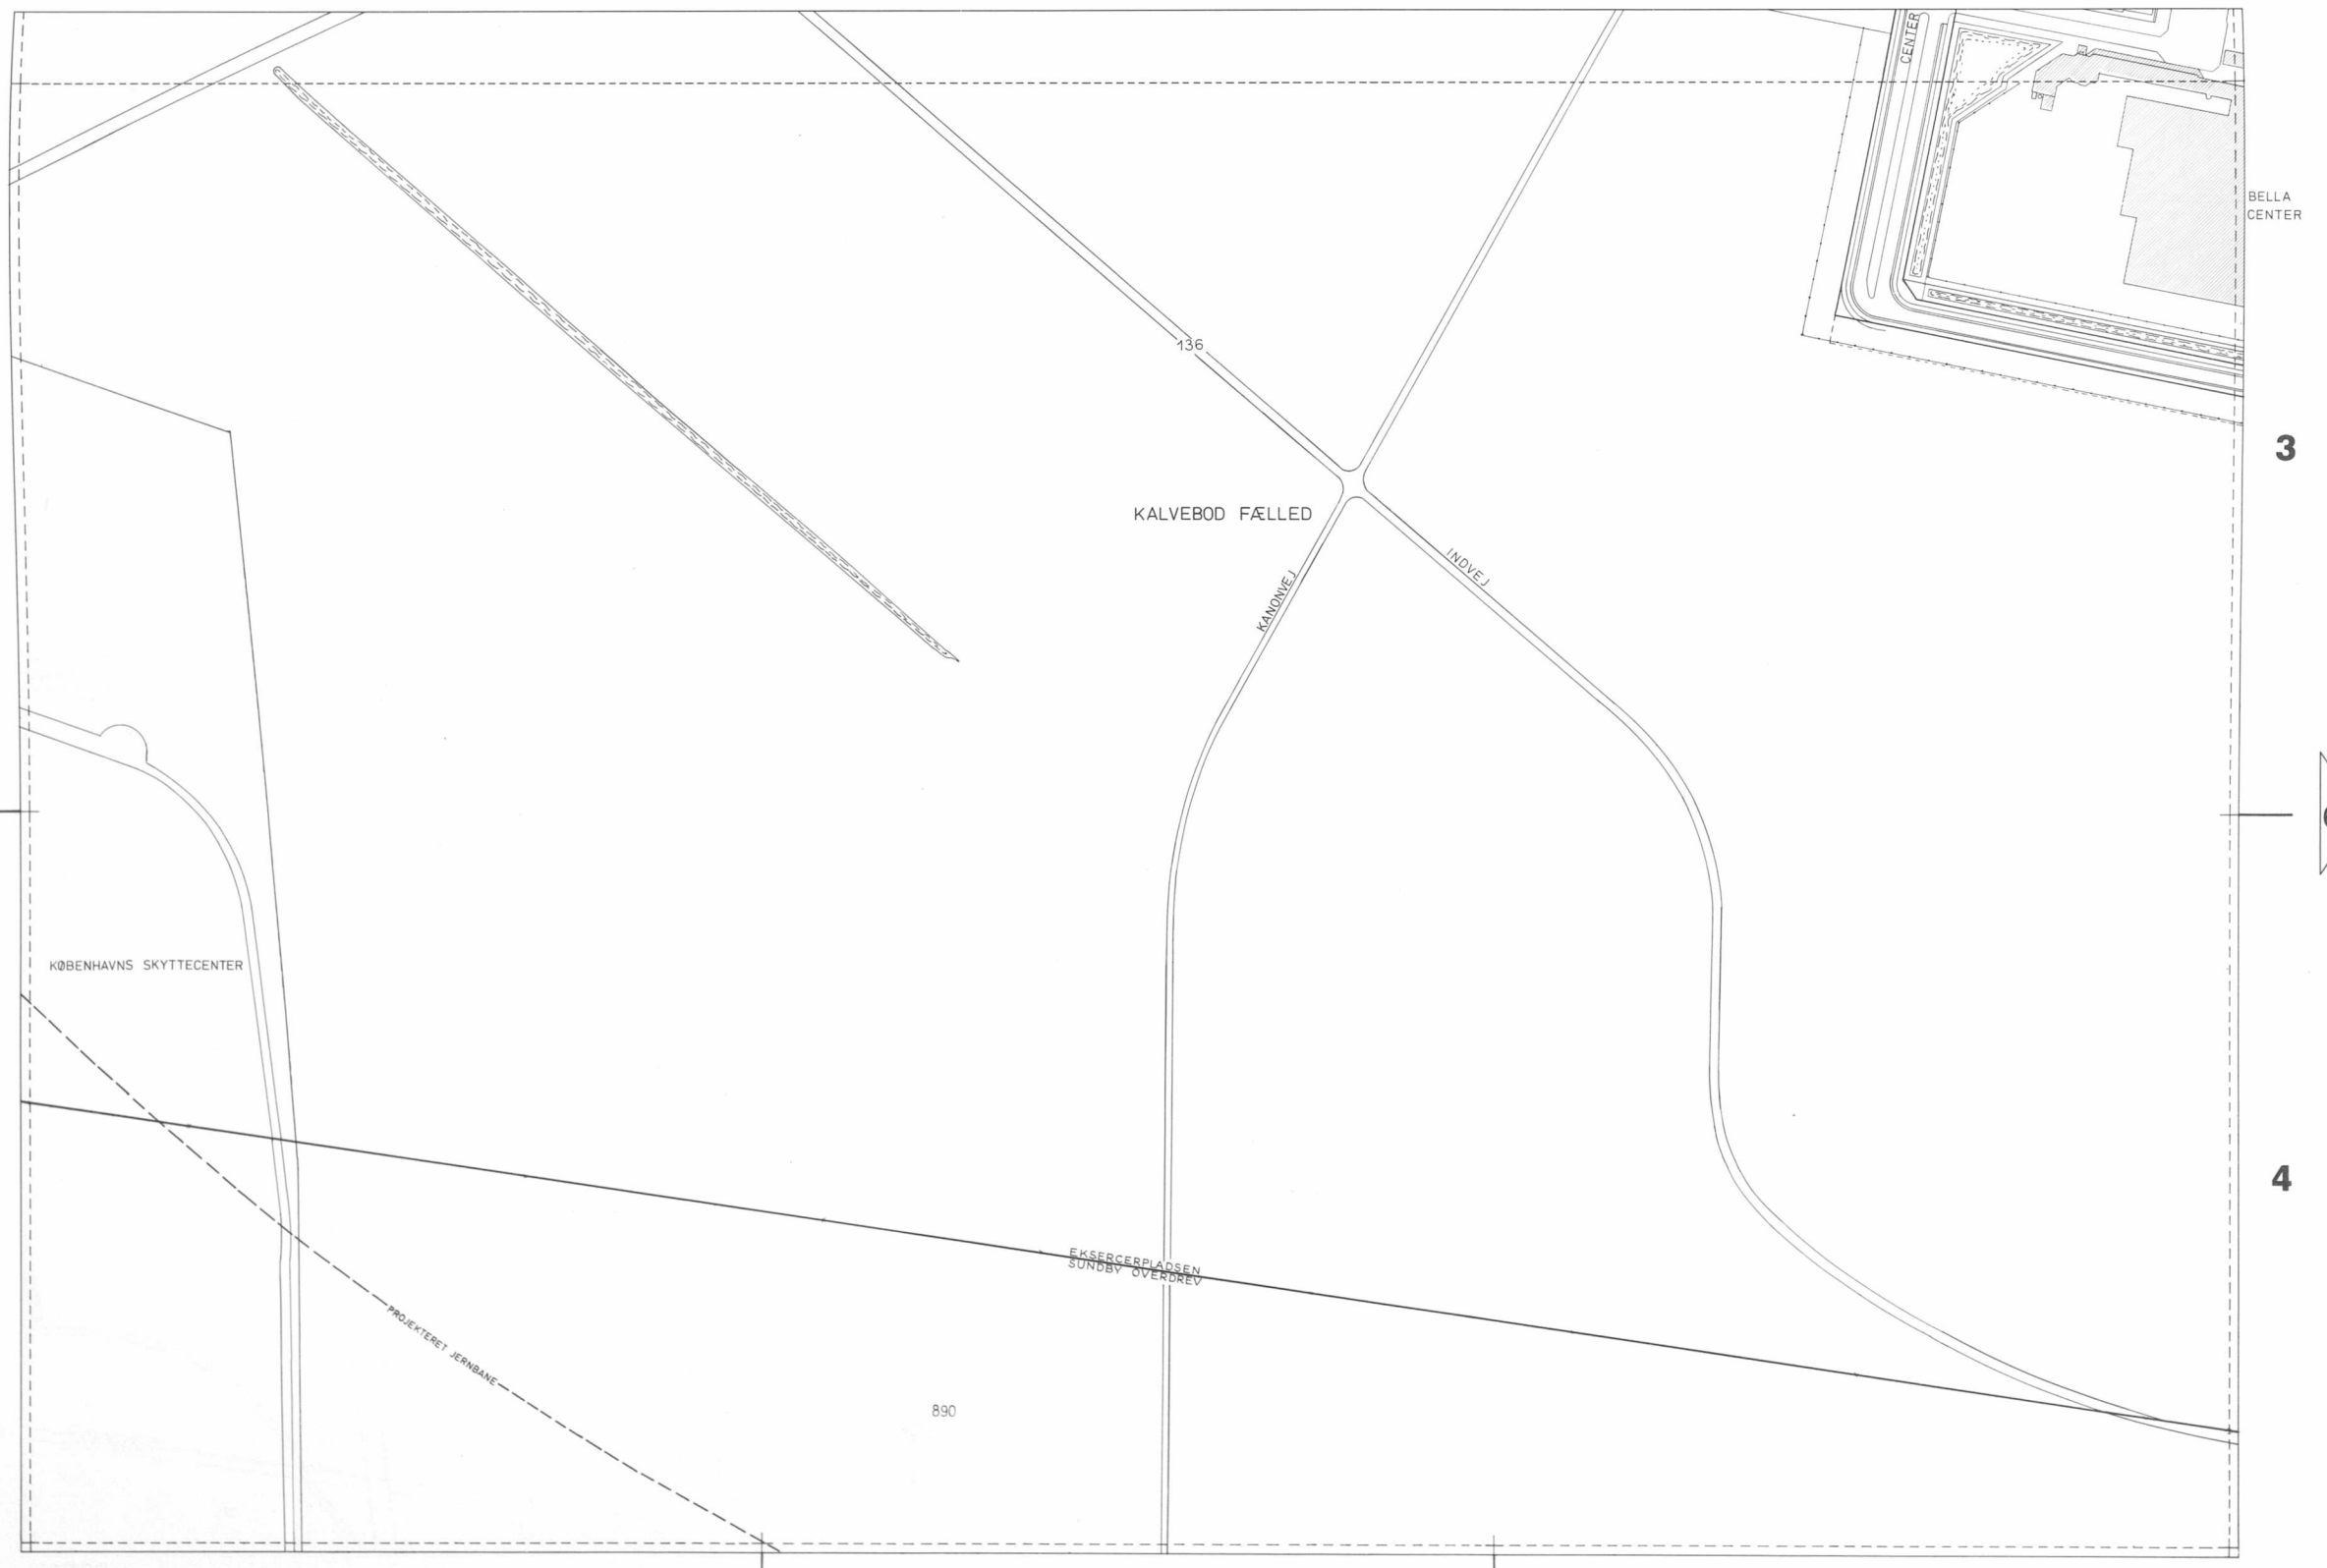 CENTER
BELLA
CENTER
136
3
KALVEBOD FÆLLED
INDVEJ
KANONVEJ
KØBENHAVNS SKYTTECENTER
4
EKSERCERPLADSEN
SUNDBY OVERDREV
PROJEKTERET JERNBANE
890